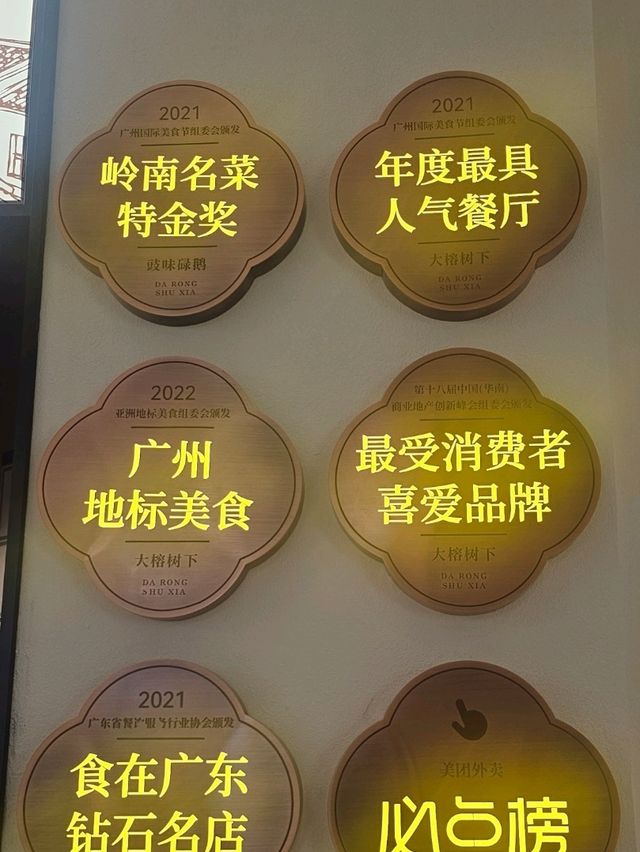 2021
广州国际美食节组委会颁发
岭南名菜
特金奖
豉味碌鹅
DA RONG
SHU XIA
2021
广州国际美食节组委会颁发
年度最具
人气餐厅
大榕树下
DA RONG
SHU XIA
2022
亚洲地标美食组委会颁发
广州
地标美食
大榕树下
DA RONG
SHU XIA
第十八届中国(华南)
商业地产创新峰会组委会颁发
最受消费者
喜爱品牌
大榕树下
DA RONG
SHU XIA
2021
广东省餐饮服务行业协会颁发
食在广东
钻石名店
美团外卖
必点榜